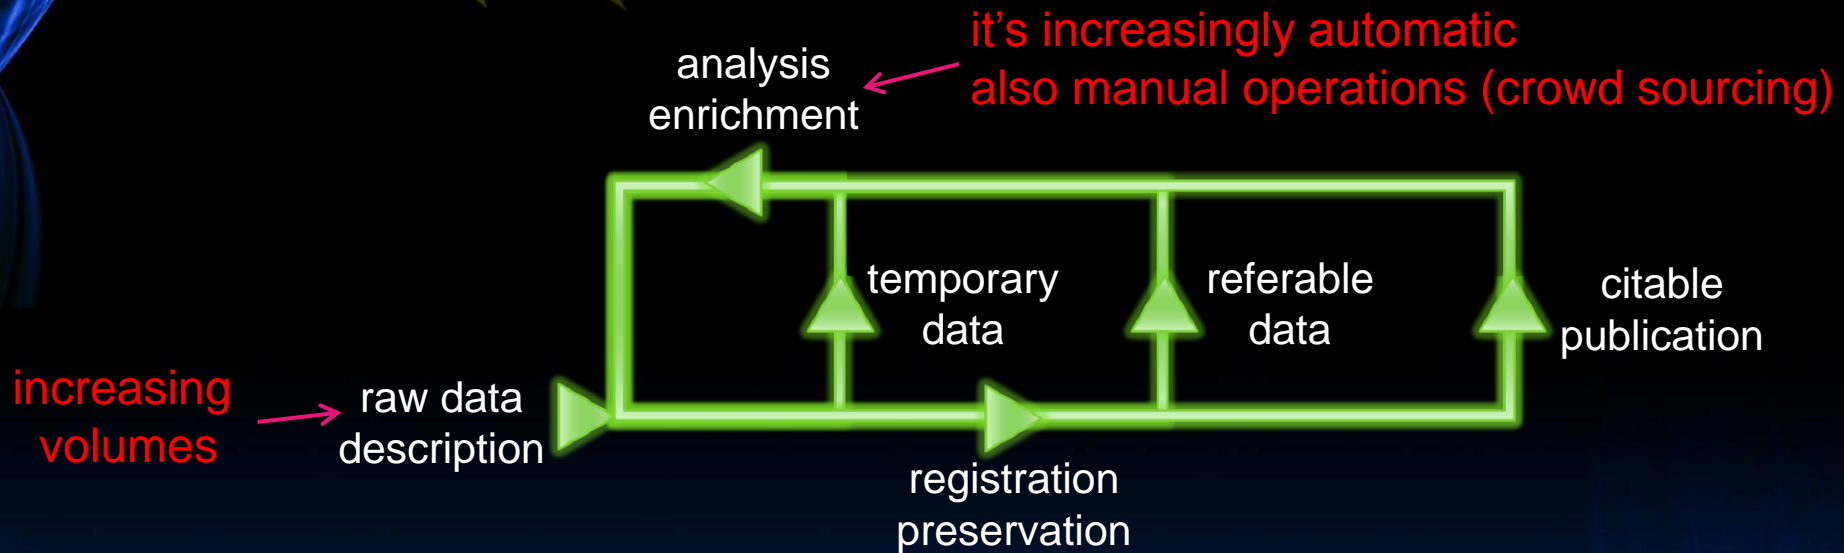 it's increasingly automatic
also manual operations (crowd sourcing)
analysis
enrichment
temporary
data
referable
data
citable
publication
increasing
volumes
raw data
description
registration
preservation